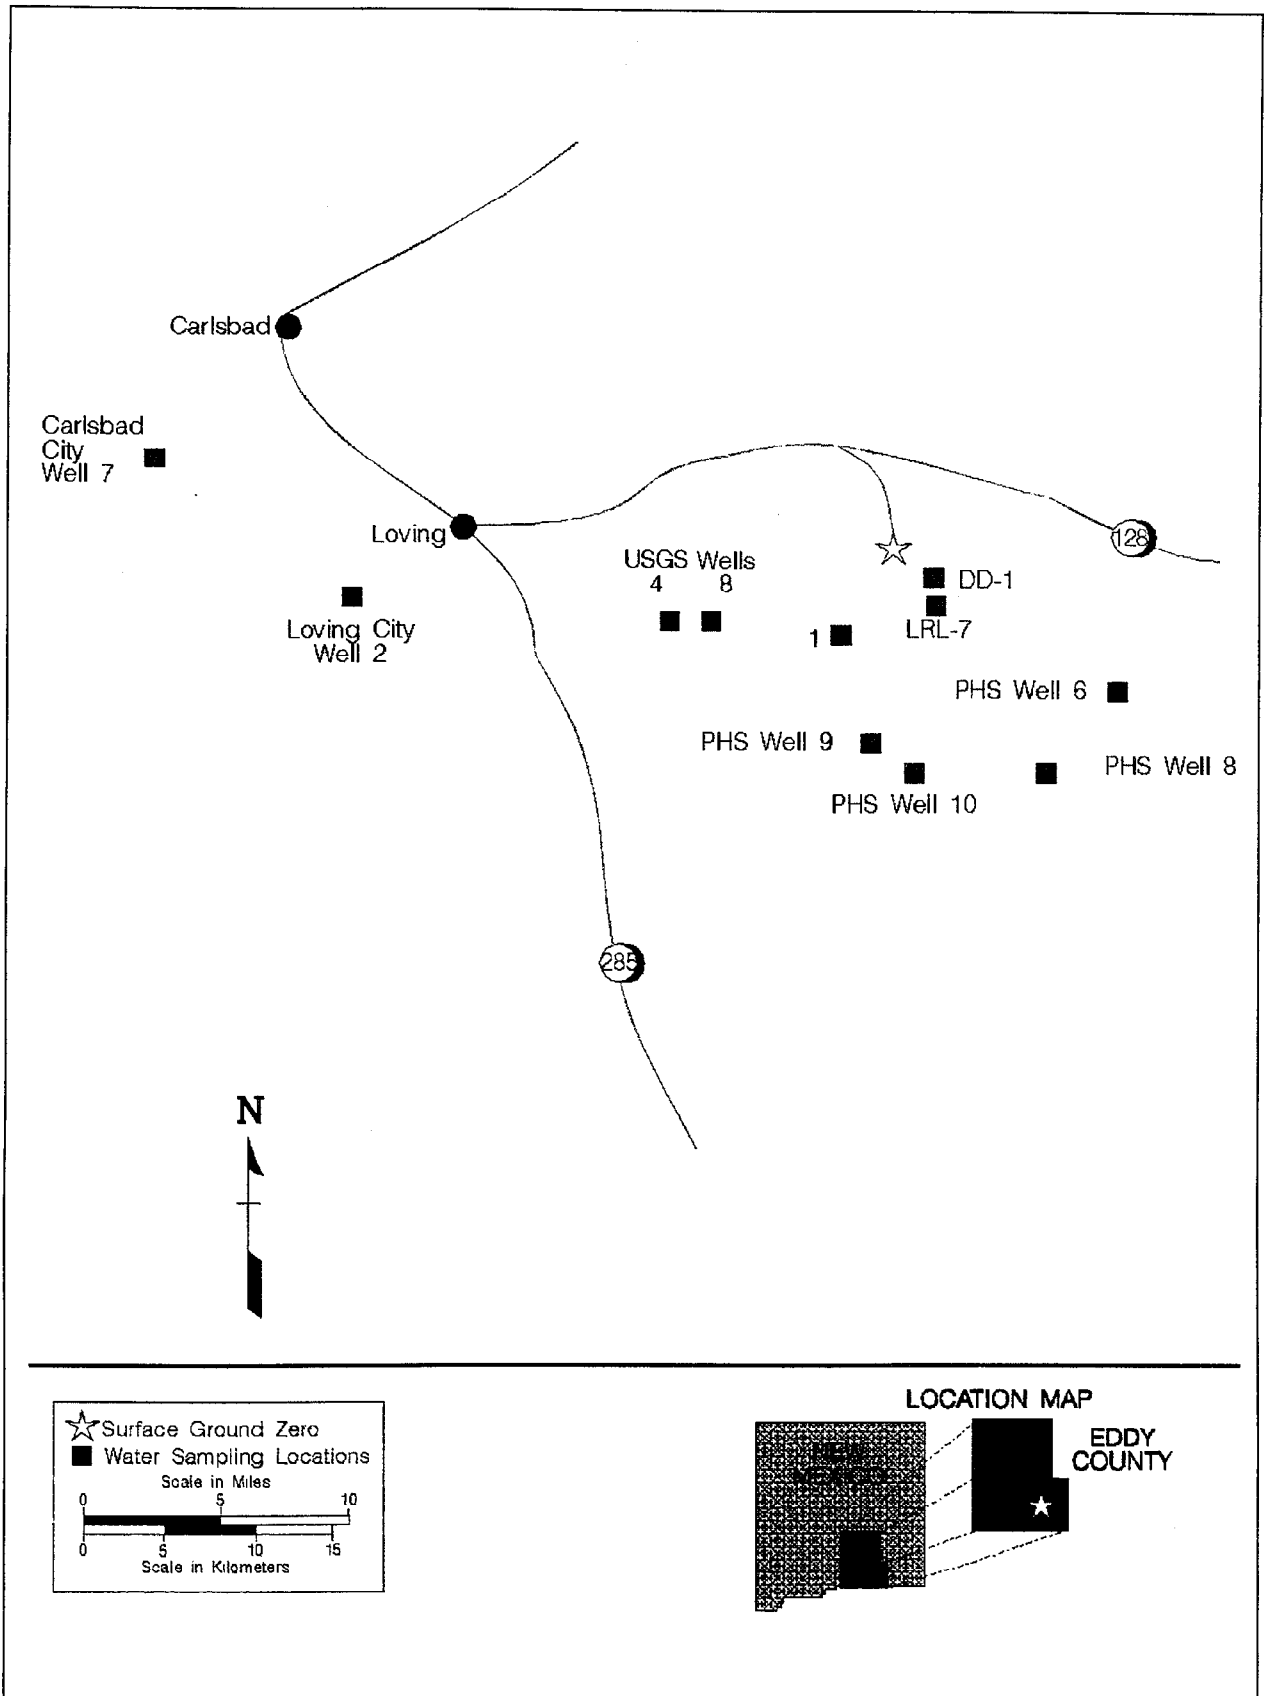 Carlsbad
Carlsbad
City
Well 7
Loving
128
USGS Wells
4 8
DD-1
Loving City
Well 2
1
LRL-7
PHS Well 6
PHS Well 9
PHS Well 8
PHS Well 10
285
N
Surface Ground Zero
Water Sampling Locations
Scale in Miles
0 5 10
0 5 10 15
Scale in Kilometers
LOCATION MAP
NEW
MEXICO
EDDY
COUNTY